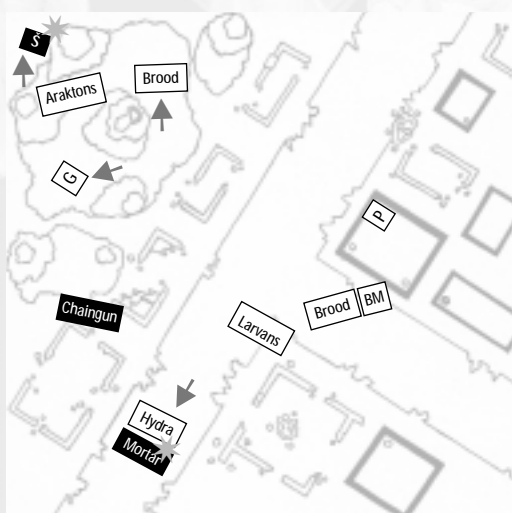 Š
Araktons
Brood
G
P
Chaingun
Larvans
Brood
BM
Hydra
Mortar